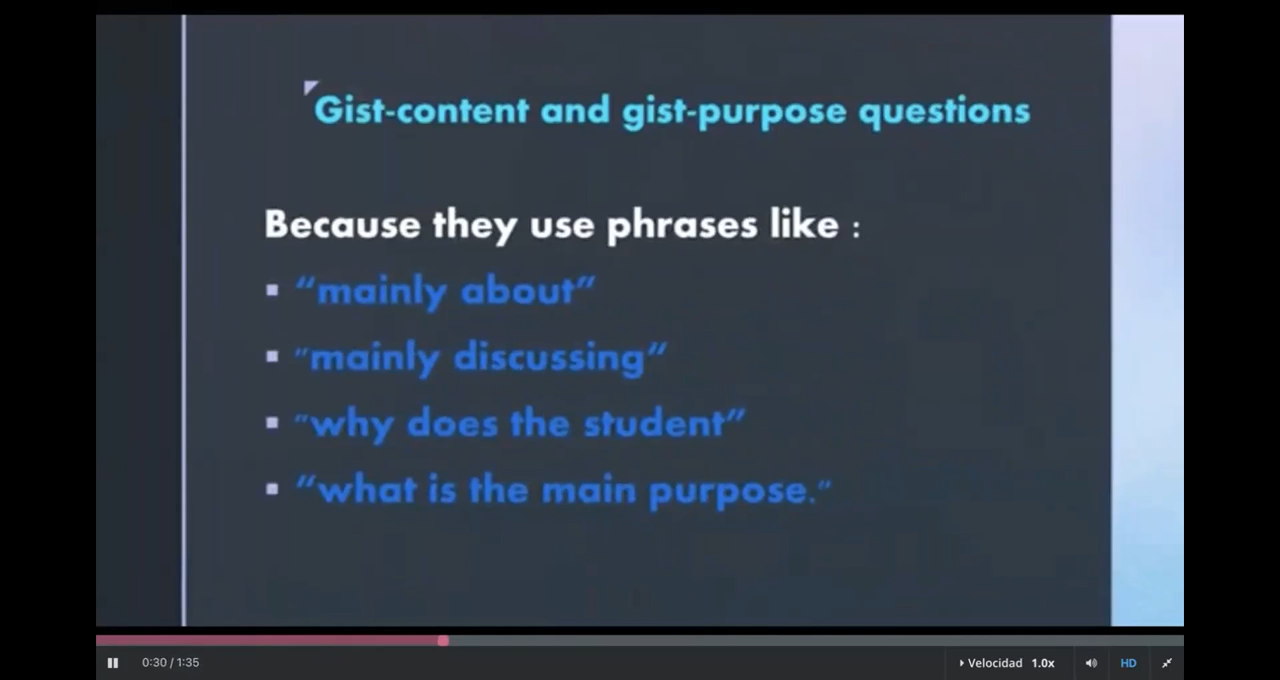 Gist-content and gist-purpose questions
Because they use phrases like :
▪ “mainly about”
▪ ”mainly discussing“
▪ ”why does the student”
▪ “what is the main purpose.”
0:30 / 1:35
Velocidad 1.0x
HD